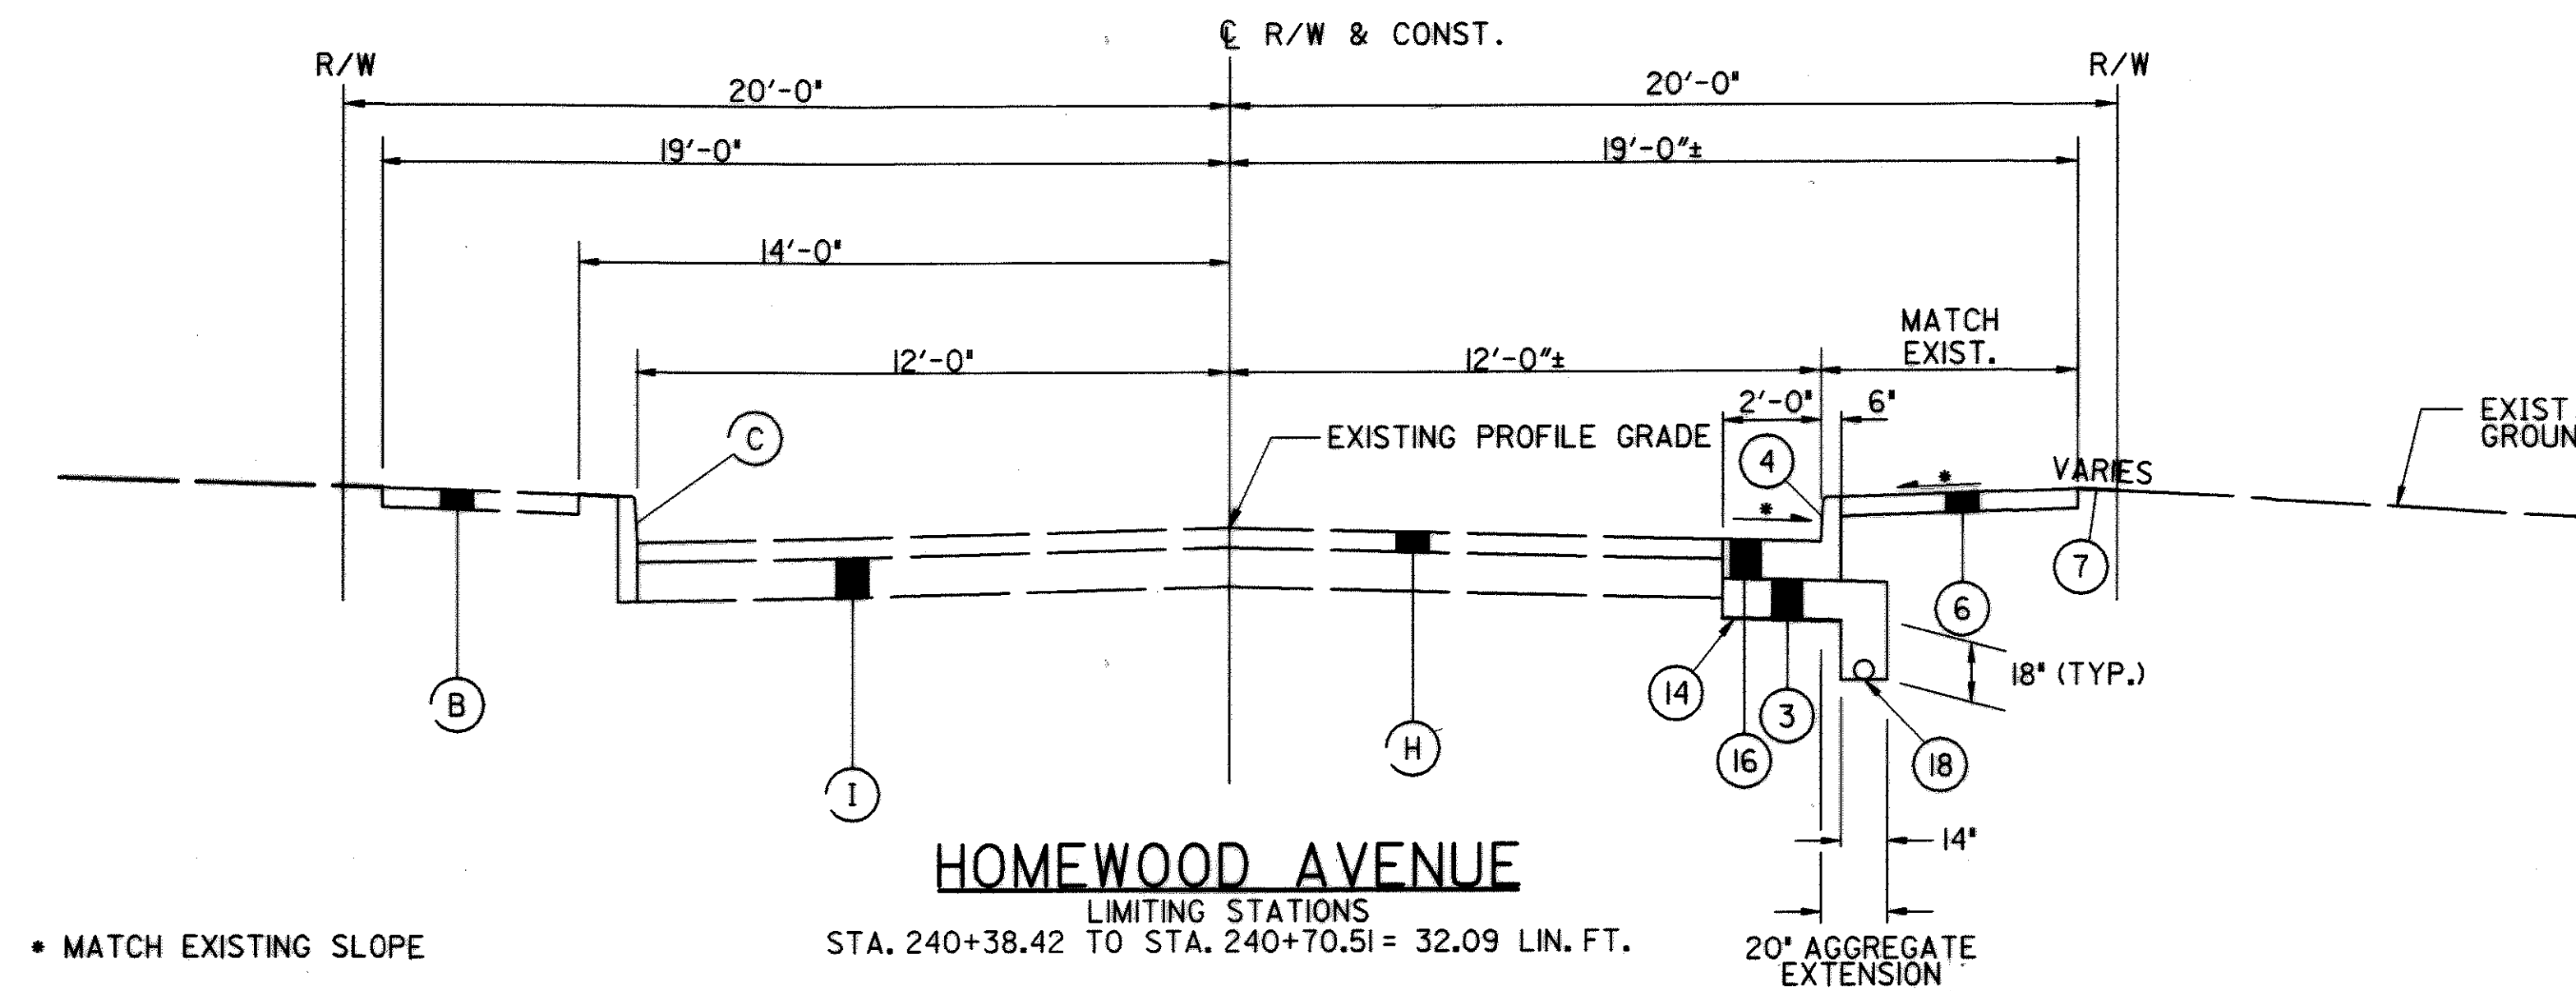 ℄ R/W & CONST.
R/W
R/W
20'-0"
20'-0"
19'-0"
19'-0"±
14'-0"
MATCH
EXIST.
12'-0"
12'-0"±
2'-0"
6"
C
EXISTING PROFILE GRADE
4
EXIST
GROUN
*
VARIES
*
7
6
18" (TYP.)
B
14
3
H
16
18
I
14"
HOMEWOOD AVENUE
LIMITING STATIONS
STA. 240+38.42 TO STA. 240+70.51 = 32.09 LIN. FT.
* MATCH EXISTING SLOPE
20" AGGREGATE
EXTENSION